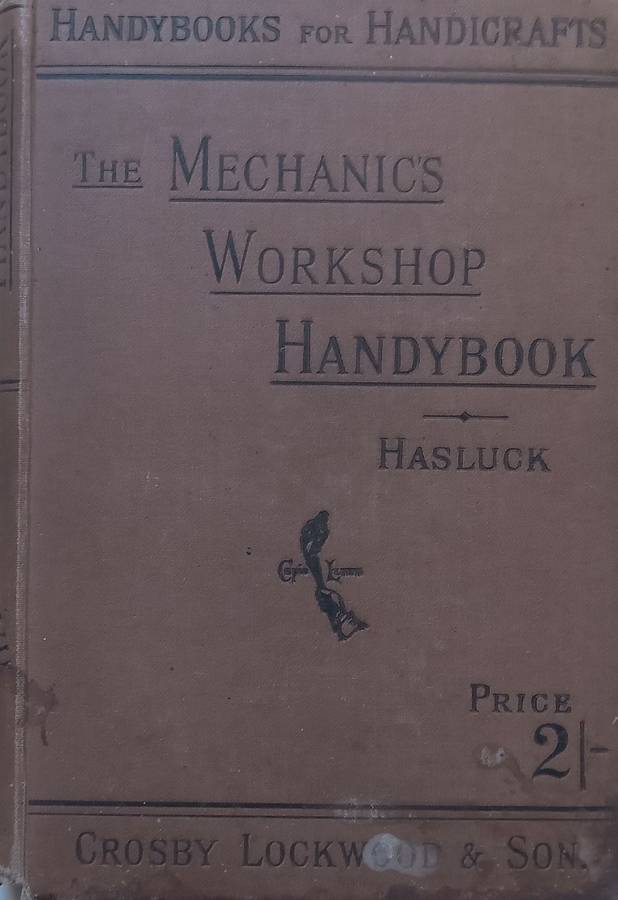 HANDYBOOKS FOR HANDICRAFTS
THE MECHANIC'S
WORKSHOP
HANDYBOOK
HASLUCK
C L
PRICE
2/-
CROSBY LOCKWOOD & SON.